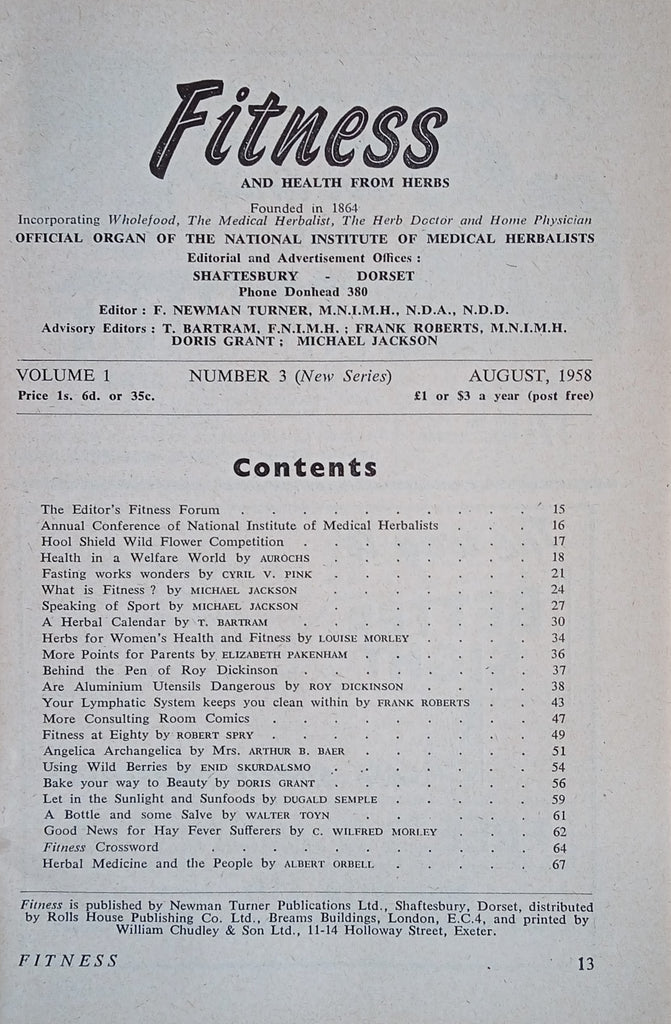 Fitness
AND HEALTH FROM HERBS
Founded in 1864
Incorporating Wholefood, The Medical Herbalist, The Herb Doctor and Home Physician
OFFICIAL ORGAN OF THE NATIONAL INSTITUTE OF MEDICAL HERBALISTS
Editorial and Advertisement Offices :
SHAFTESBURY - DORSET
Phone Donhead 380
Editor : F. NEWMAN TURNER, M.N.I.M.H., N.D.A., N.D.D.
Advisory Editors : T. BARTRAM, F.N.I.M.H. ; FRANK ROBERTS, M.N.I.M.H.
DORIS GRANT ; MICHAEL JACKSON
VOLUME 1 NUMBER 3 (New Series) AUGUST, 1958
Price 1s. 6d. or 35c. £1 or $3 a year (post free)
Contents
The Editor's Fitness Forum . . . . . . . . . . 15
Annual Conference of National Institute of Medical Herbalists . . . 16
Hool Shield Wild Flower Competition . . . . . . . . 17
Health in a Welfare World by AUROCHS . . . . . . . 18
Fasting works wonders by CYRIL V. PINK . . . . . . . 21
What is Fitness ? by MICHAEL JACKSON . . . . . . . 24
Speaking of Sport by MICHAEL JACKSON . . . . . . . 27
A Herbal Calendar by T. BARTRAM . . . . . . . . 30
Herbs for Women's Health and Fitness by LOUISE MORLEY . . . . 34
More Points for Parents by ELIZABETH PAKENHAM . . . . . . 36
Behind the Pen of Roy Dickinson . . . . . . . . 37
Are Aluminium Utensils Dangerous by ROY DICKINSON . . . . 38
Your Lymphatic System keeps you clean within by FRANK ROBERTS . . 43
More Consulting Room Comics . . . . . . . . . 47
Fitness at Eighty by ROBERT SPRY . . . . . . . . . 49
Angelica Archangelica by Mrs. ARTHUR B. BAER . . . . . . 51
Using Wild Berries by ENID SKURDALSMO . . . . . . . 54
Bake your way to Beauty by DORIS GRANT . . . . . . . 56
Let in the Sunlight and Sunfoods by DUGALD SEMPLE . . . . . 59
A Bottle and some Salve by WALTER TOYN . . . . . . 61
Good News for Hay Fever Sufferers by C. WILFRED MORLEY . . . 62
Fitness Crossword . . . . . . . . . . . 64
Herbal Medicine and the People by ALBERT ORBELL . . . . . 67
Fitness is published by Newman Turner Publications Ltd., Shaftesbury, Dorset, distributed
by Rolls House Publishing Co. Ltd., Breams Buildings, London, E.C.4, and printed by
William Chudley & Son Ltd., 11-14 Holloway Street, Exeter.
FITNESS 13